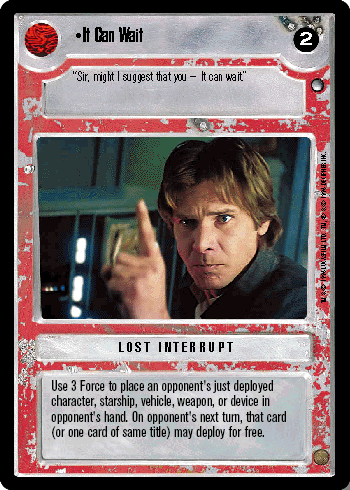 •It Can Wait
2
"Sir, might I suggest that you – It can wait."
LOST INTERRUPT
Use 3 Force to place an opponent's just deployed
character, starship, vehicle, weapon, or device in
opponent's hand. On opponent's next turn, that card
(or one card of same title) may deploy for free.